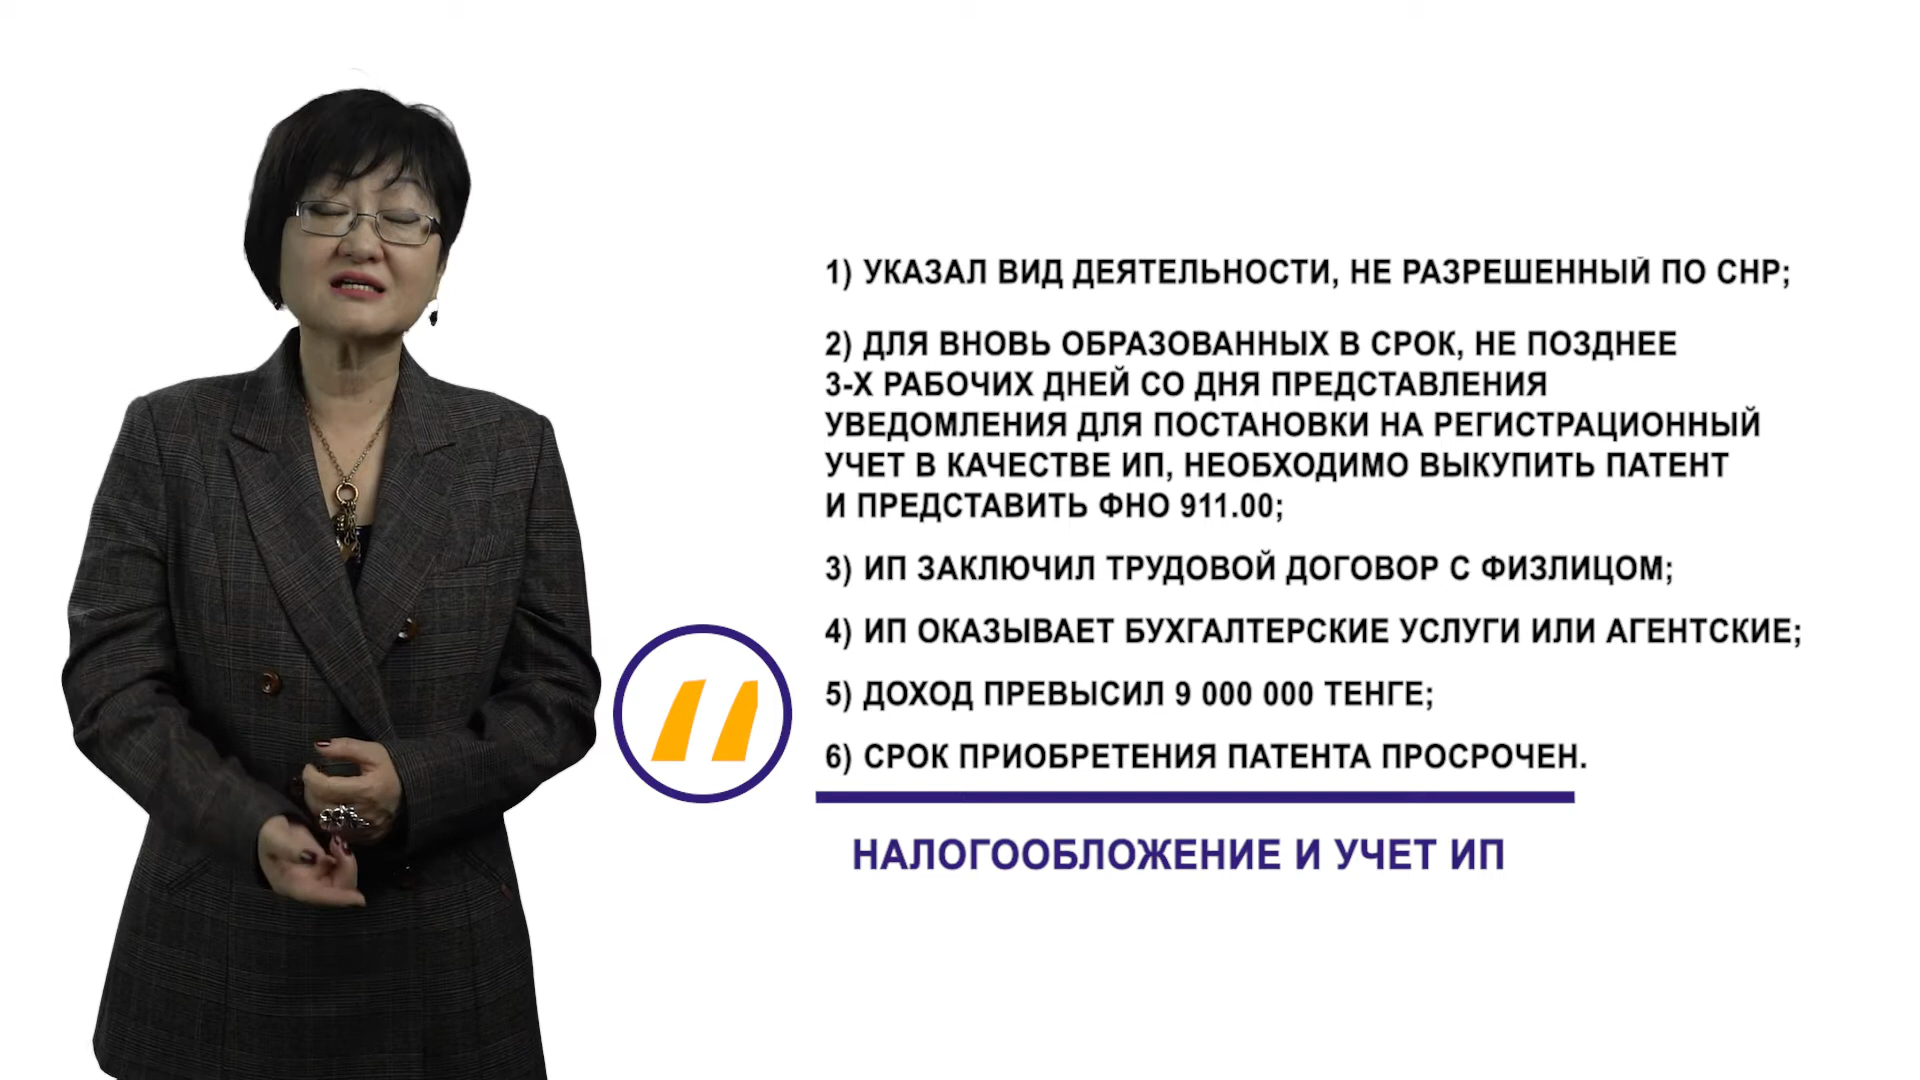 1) УКАЗАЛ ВИД ДЕЯТЕЛЬНОСТИ, НЕ РАЗРЕШЕННЫЙ ПО СНР;
2) ДЛЯ ВНОВЬ ОБРАЗОВАННЫХ В СРОК, НЕ ПОЗДНЕЕ
3-Х РАБОЧИХ ДНЕЙ СО ДНЯ ПРЕДСТАВЛЕНИЯ
УВЕДОМЛЕНИЯ ДЛЯ ПОСТАНОВКИ НА РЕГИСТРАЦИОННЫЙ
УЧЕТ В КАЧЕСТВЕ ИП, НЕОБХОДИМО ВЫКУПИТЬ ПАТЕНТ
И ПРЕДСТАВИТЬ ФНО 911.00;
3) ИП ЗАКЛЮЧИЛ ТРУДОВОЙ ДОГОВОР С ФИЗЛИЦОМ;
4) ИП ОКАЗЫВАЕТ БУХГАЛТЕРСКИЕ УСЛУГИ ИЛИ АГЕНТСКИЕ;
5) ДОХОД ПРЕВЫСИЛ 9 000 000 ТЕНГЕ;
6) СРОК ПРИОБРЕТЕНИЯ ПАТЕНТА ПРОСРОЧЕН.
НАЛОГООБЛОЖЕНИЕ И УЧЕТ ИП